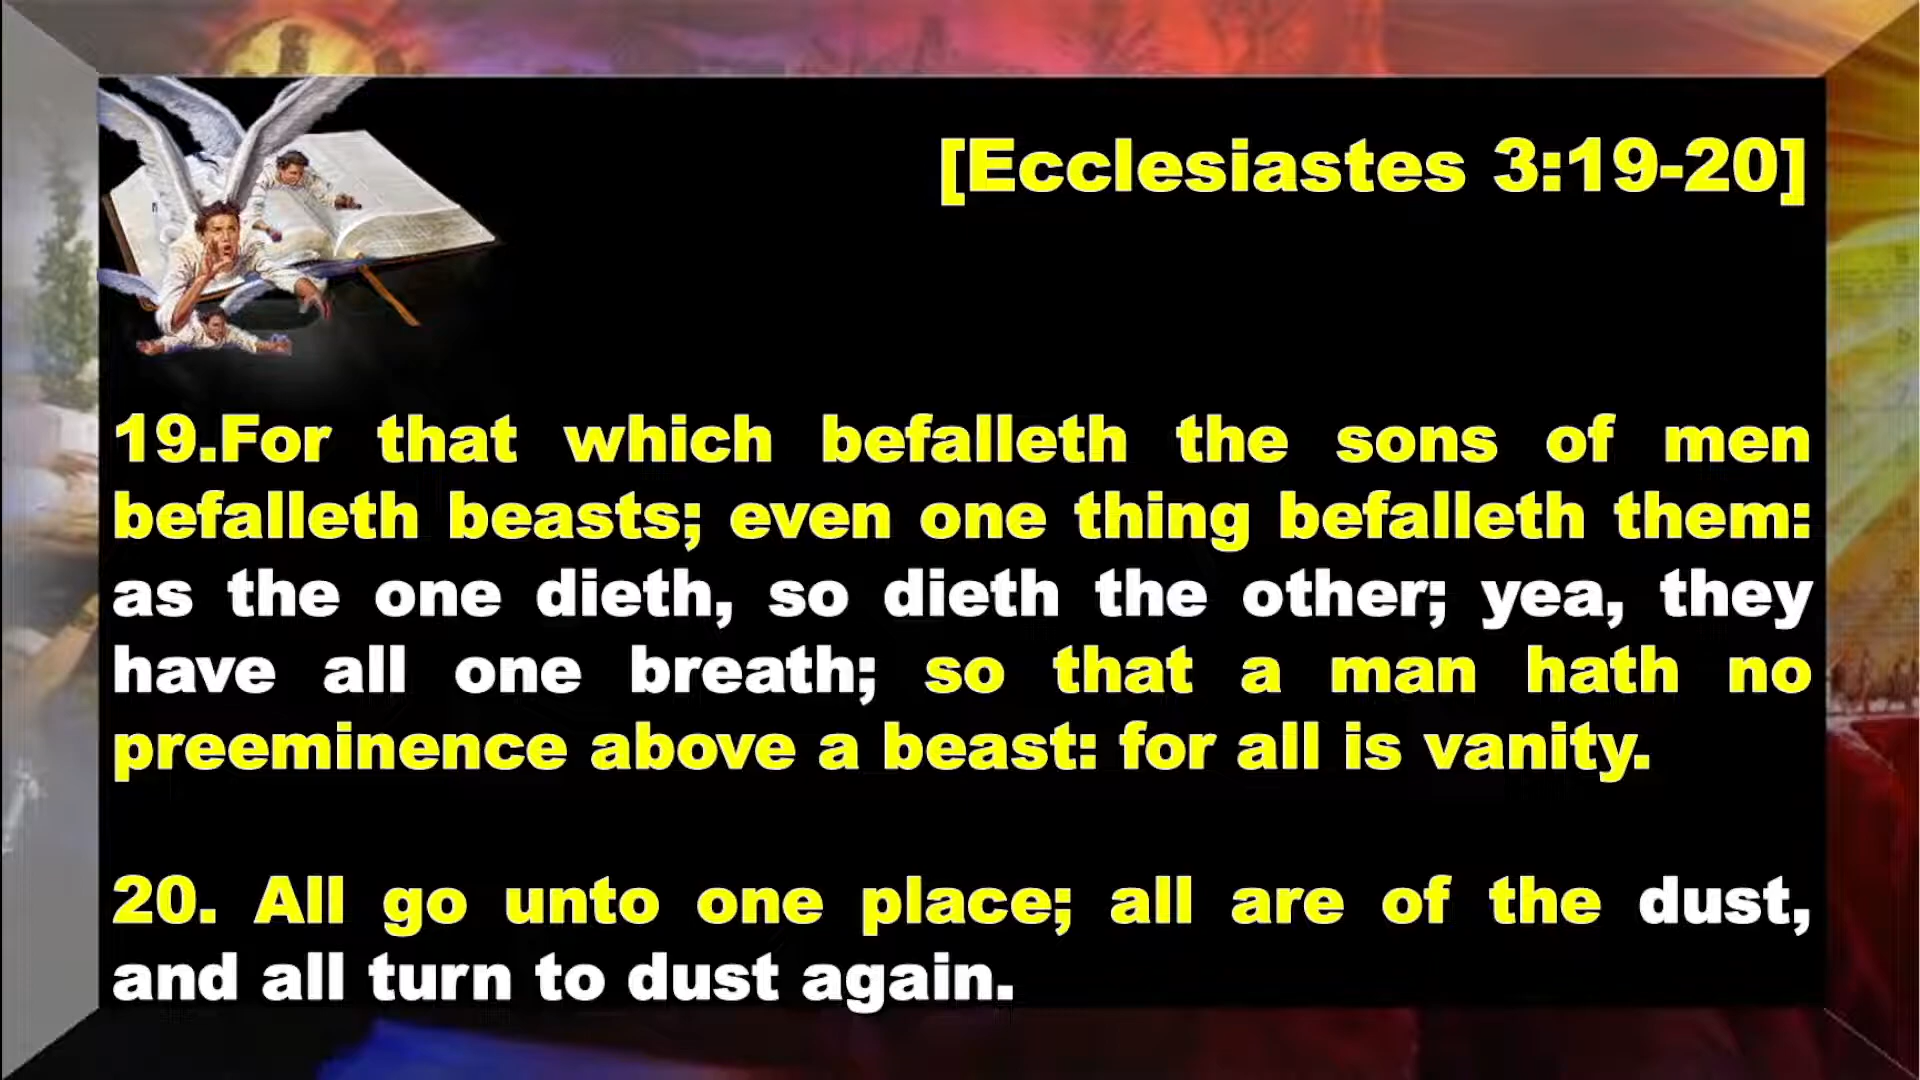 [Ecclesiastes 3:19-20]
19.For that which befalleth the sons of men
befalleth beasts; even one thing befalleth them:
as the one dieth, so dieth the other; yea, they
have all one breath; so that a man hath no
preeminence above a beast: for all is vanity.
20. All go unto one place; all are of the dust,
and all turn to dust again.